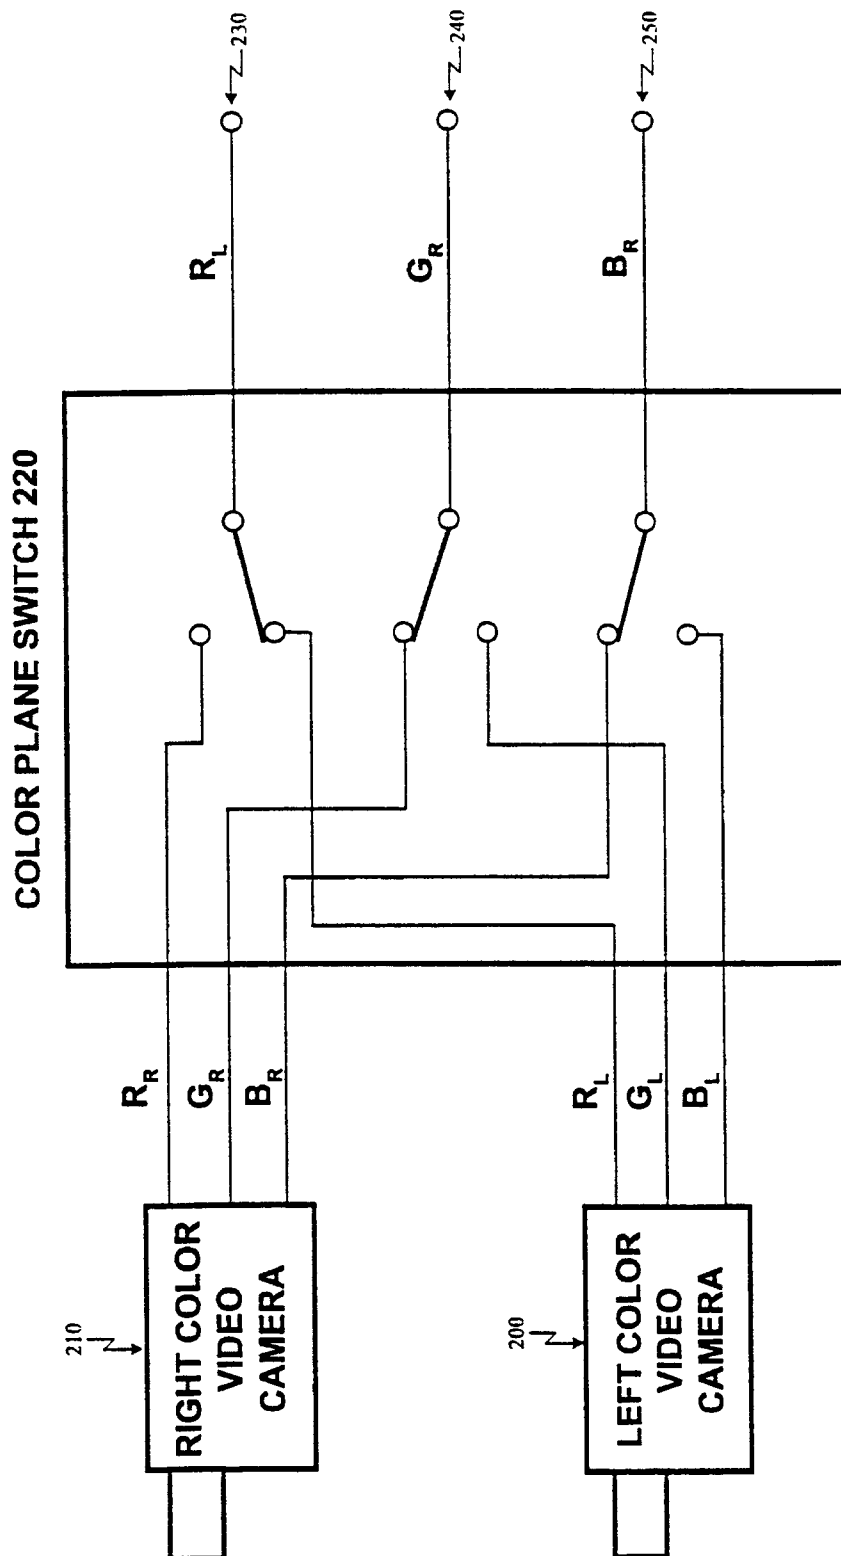 COLOR PLANE SWITCH 220
210
RIGHT COLOR
VIDEO
CAMERA
R_R
G_R
B_R
200
LEFT COLOR
VIDEO
CAMERA
R_L
G_L
B_L
R_L
230
G_R
240
B_R
250